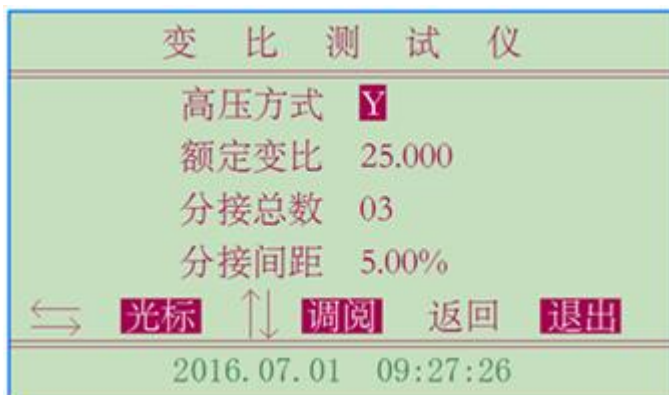 变比测试仪
高压方式 Y
额定变比 25.000
分接总数 03
分接间距 5.00%
⇆ 光标 ↑↓ 调阅 返回 退出
2016.07.01 09:27:26